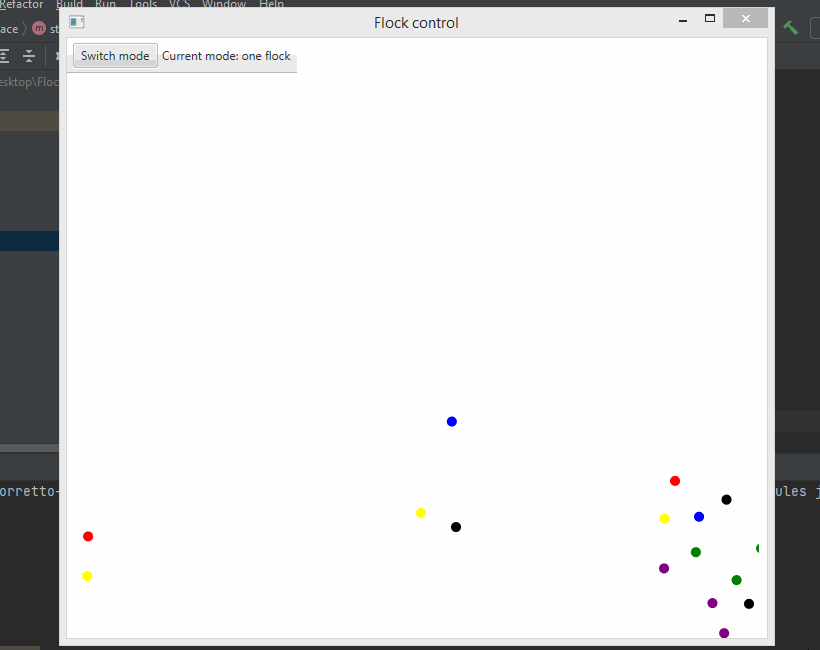 Refactor Build Run Tools VCS Window Help
Flock control
ace m st
Switch mode Current mode: one flock
esktop\Floc
orretto- ules j